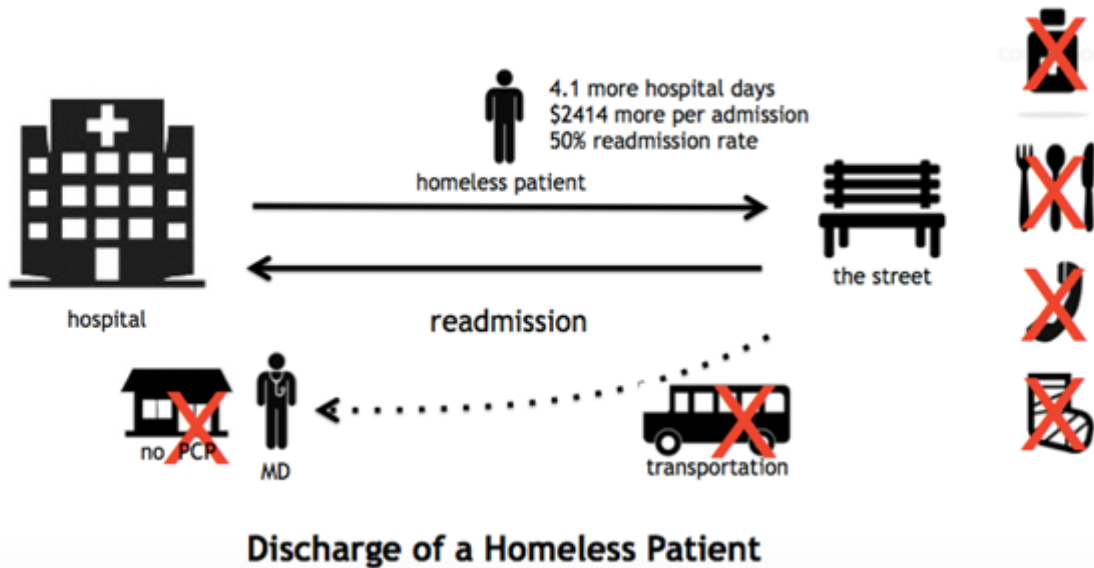 4.1 more hospital days
$2414 more per admission
50% readmission rate
homeless patient
the street
hospital
readmission
no PCP
MD
transportation
Discharge of a Homeless Patient